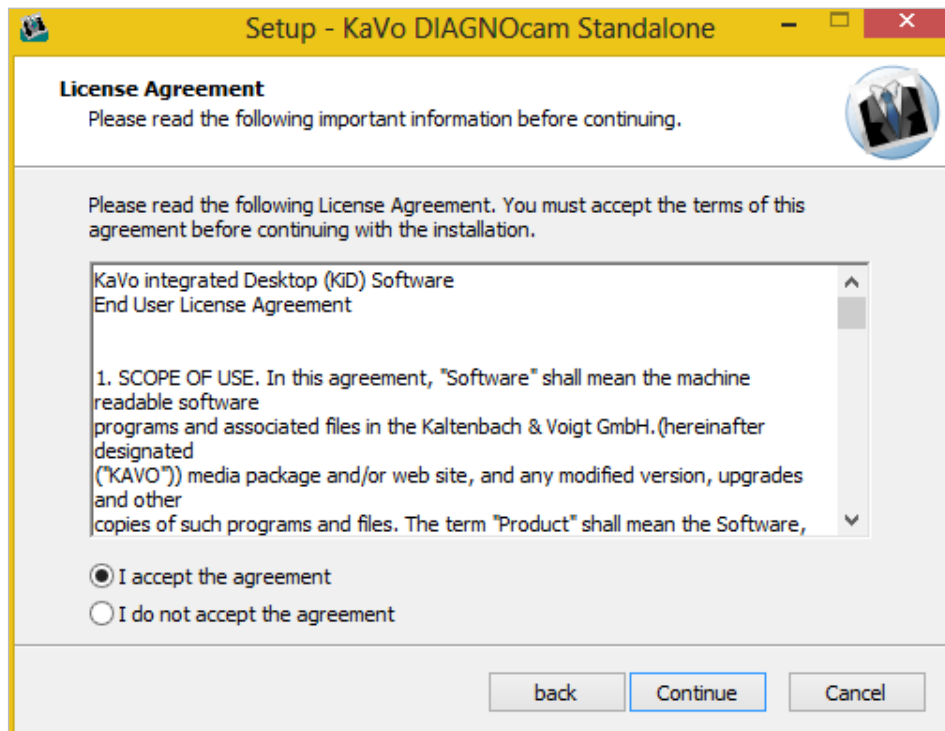 Setup - KaVo DIAGNOcam Standalone
License Agreement
Please read the following important information before continuing.
Please read the following License Agreement. You must accept the terms of this
agreement before continuing with the installation.
KaVo integrated Desktop (KiD) Software
End User License Agreement
1. SCOPE OF USE. In this agreement, "Software" shall mean the machine
readable software
programs and associated files in the Kaltenbach & Voigt GmbH.(hereinafter
designated
("KAVO")) media package and/or web site, and any modified version, upgrades
and other
copies of such programs and files. The term "Product" shall mean the Software,
I accept the agreement
I do not accept the agreement
back Continue Cancel